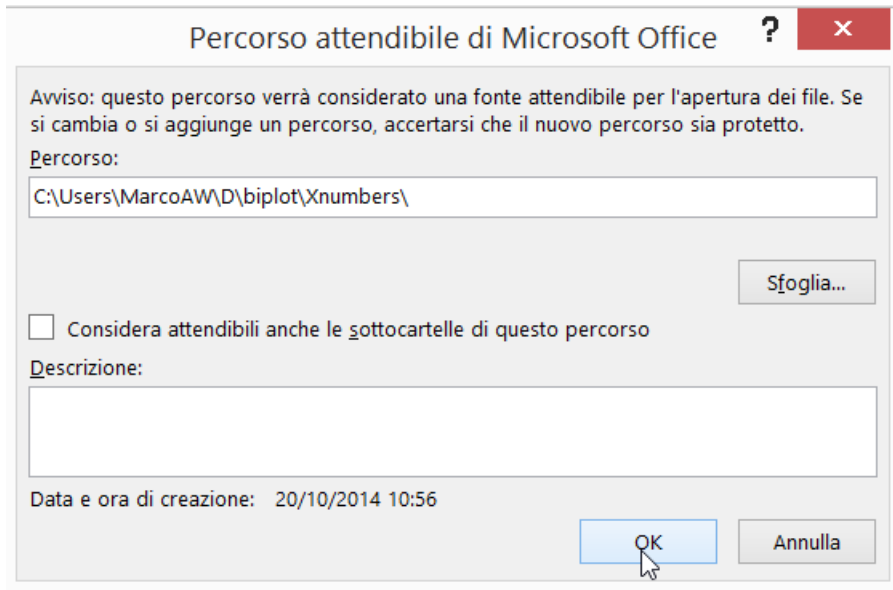 Percorso attendibile di Microsoft Office ?
Avviso: questo percorso verrà considerato una fonte attendibile per l'apertura dei file. Se
si cambia o si aggiunge un percorso, accertarsi che il nuovo percorso sia protetto.
Percorso:
C:\Users\MarcoAW\D\biplot\Xnumbers\
Sfoglia...
Considera attendibili anche le sottocartelle di questo percorso
Descrizione:
Data e ora di creazione: 20/10/2014 10:56
OK Annulla